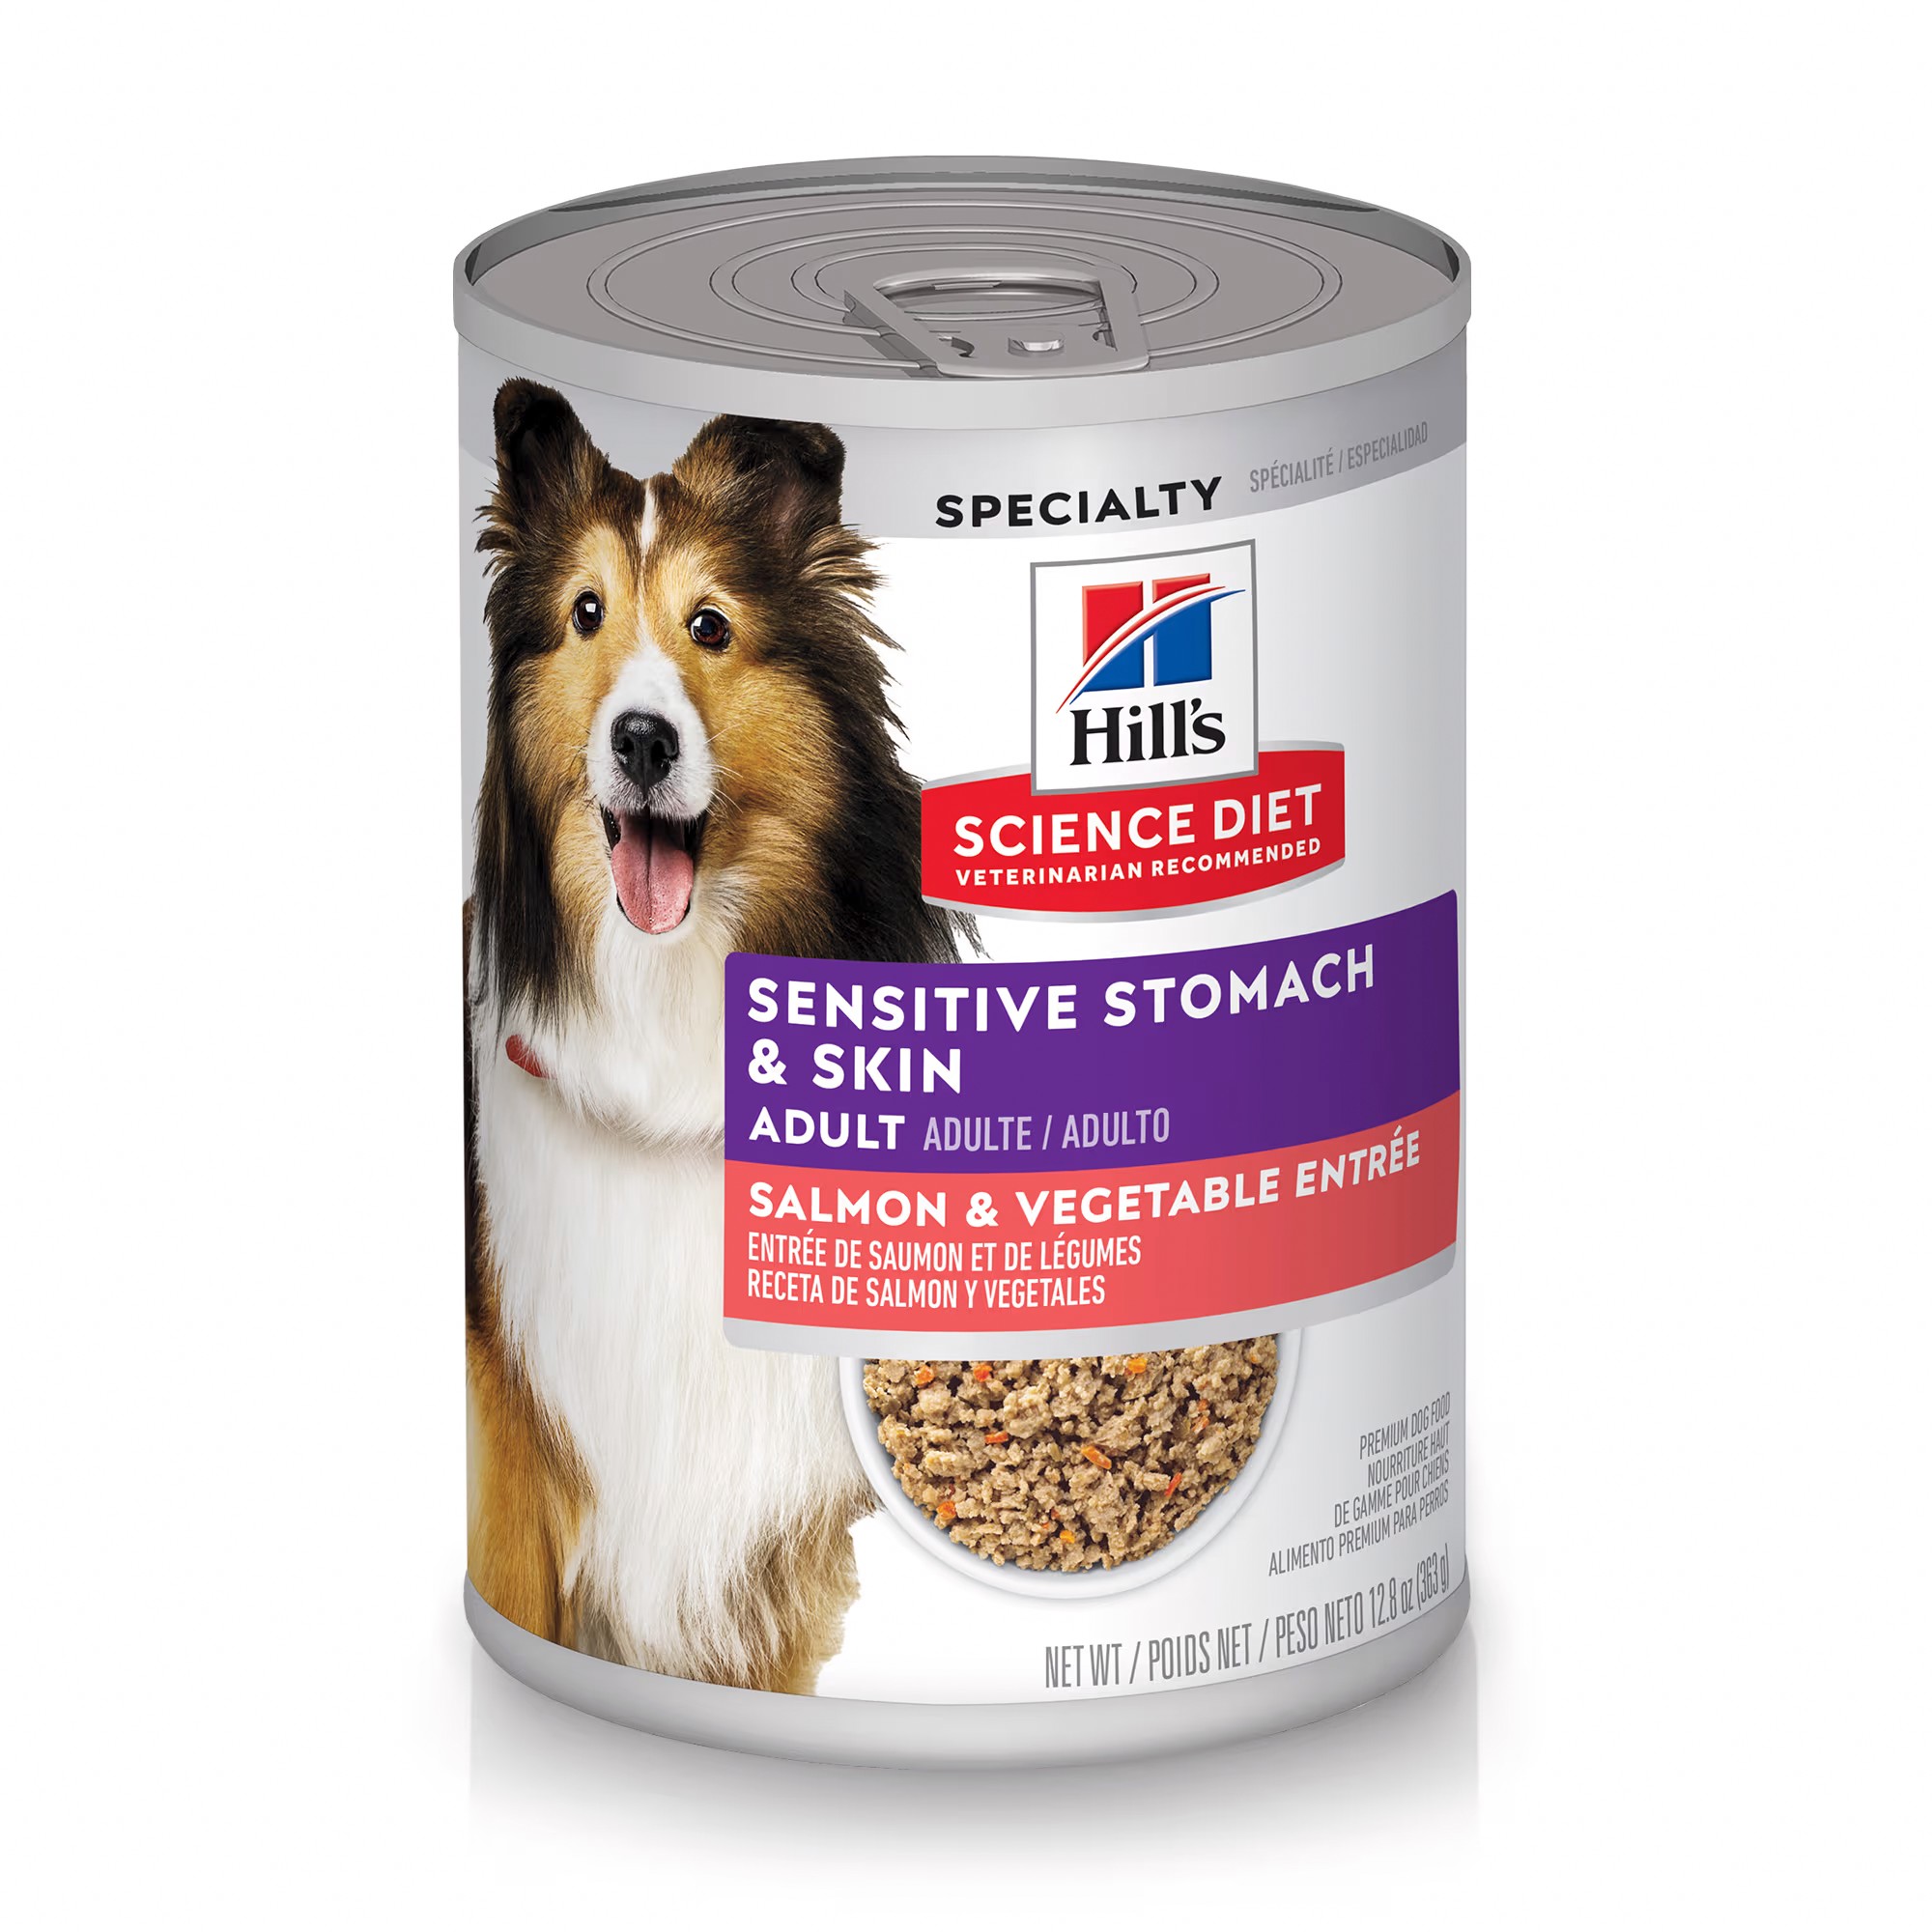 SPECIALTY SPÉCIALITÉ / ESPECIALIDAD
Hill's
SCIENCE DIET
VETERINARIAN RECOMMENDED
SENSITIVE STOMACH
& SKIN
ADULT ADULTE / ADULTO
SALMON & VEGETABLE ENTRÉE
ENTRÉE DE SAUMON ET DE LÉGUMES
RECETA DE SALMON Y VEGETALES
PREMIUM DOG FOOD
NOURRITURE HAUT
DE GAMME POUR CHIENS
ALIMENTO PREMIUM PARA PERROS
NET WT / POIDS NET / PESO NETO 12.8 oz (363 g)